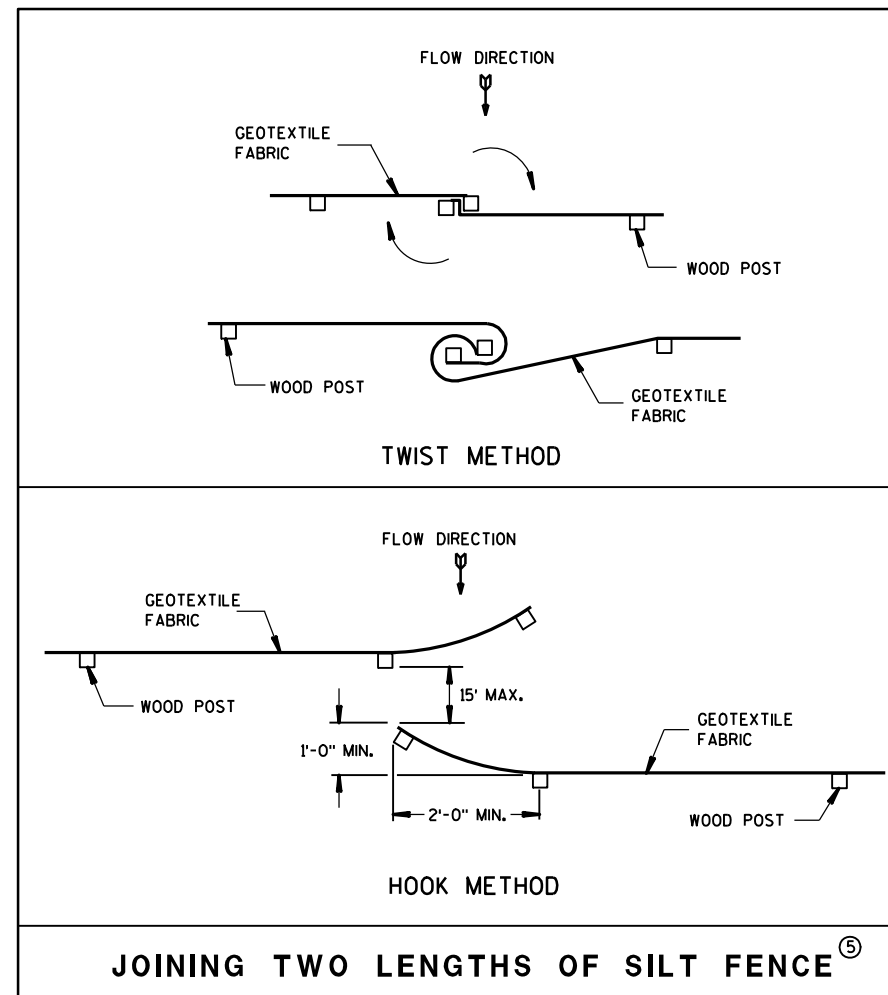 FLOW DIRECTION
GEOTEXTILE
FABRIC
WOOD POST
WOOD POST
GEOTEXTILE
FABRIC
TWIST METHOD
FLOW DIRECTION
GEOTEXTILE
FABRIC
WOOD POST
15' MAX.
1'-0" MIN.
GEOTEXTILE
FABRIC
2'-0" MIN.
WOOD POST
HOOK METHOD
JOINING TWO LENGTHS OF SILT FENCE ⑤